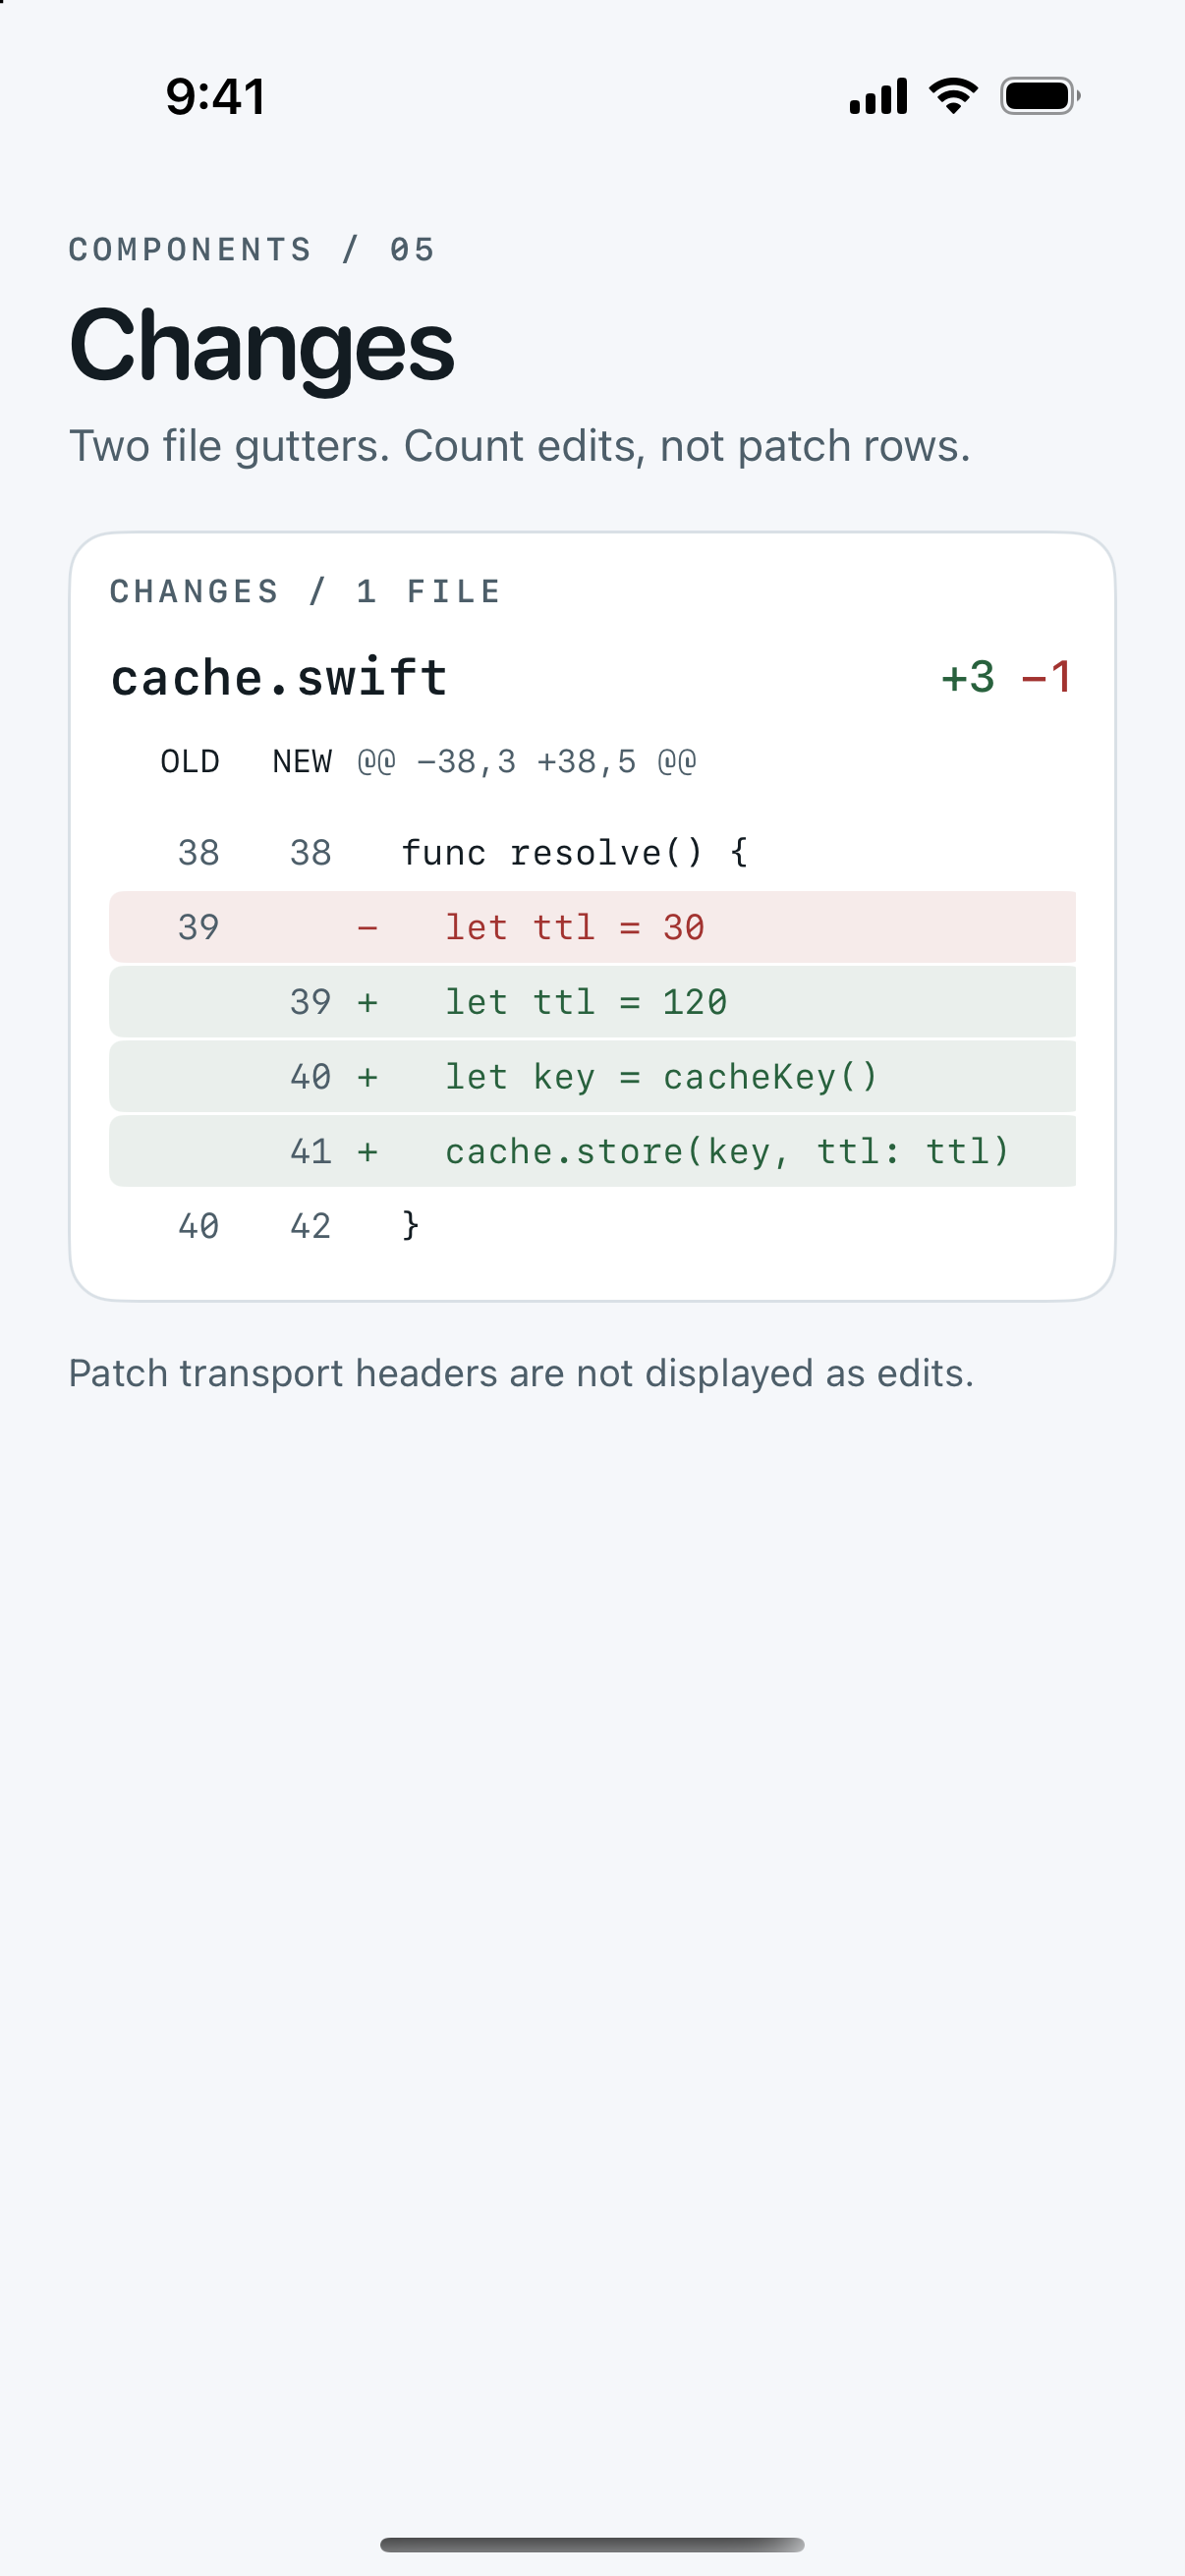 9:41
COMPONENTS / 05
Changes
Two file gutters. Count edits, not patch rows.
CHANGES / 1 FILE
cache.swift +3 −1
OLD NEW @@ −38,3 +38,5 @@
38 38 func resolve() {
39 − let ttl = 30
39 + let ttl = 120
40 + let key = cacheKey()
41 + cache.store(key, ttl: ttl)
40 42 }
Patch transport headers are not displayed as edits.